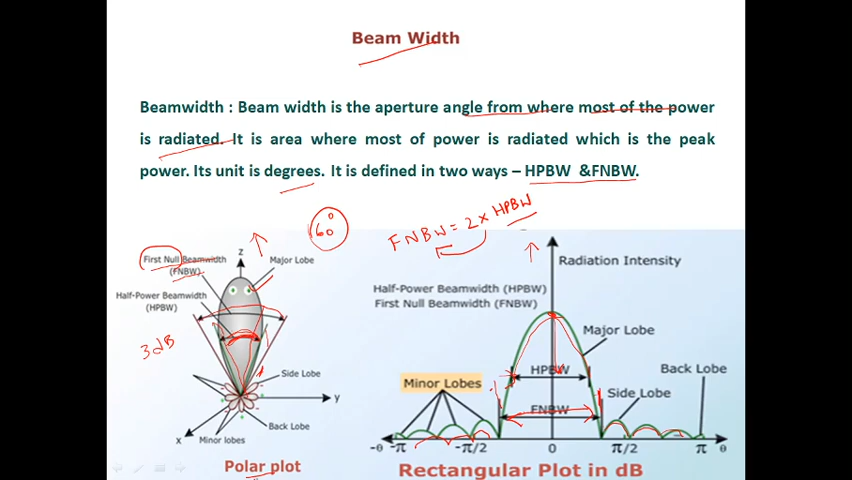 Beam Width
Beamwidth : Beam width is the aperture angle from where most of the power
is radiated. It is area where most of power is radiated which is the peak
power. Its unit is degrees. It is defined in two ways – HPBW &FNBW.
60°
FNBW = 2 x HPBW
First Null Beamwidth
(FNBW)
Half-Power Beamwidth
(HPBW)
3dB
z
Major Lobe
Side Lobe
y
Back Lobe
x
Minor lobes
Polar plot
Radiation Intensity
Half-Power Beamwidth (HPBW)
First Null Beamwidth (FNBW)
Major Lobe
HPBW
Back Lobe
Minor Lobes
Side Lobe
FNBW
-θ -π -π/2 0 π/2 π θ
Rectangular Plot in dB